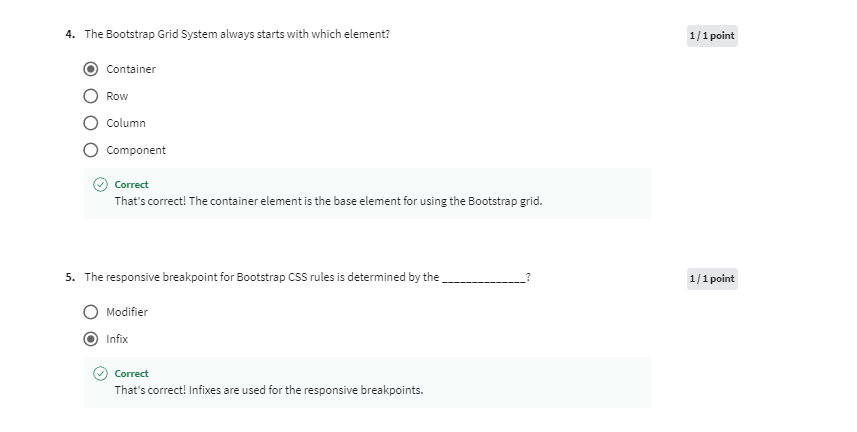 4. The Bootstrap Grid System always starts with which element?
1 / 1 point
Container
Row
Column
Component
Correct
That's correct! The container element is the base element for using the Bootstrap grid.
5. The responsive breakpoint for Bootstrap CSS rules is determined by the ______________?
1 / 1 point
Modifier
Infix
Correct
That's correct! Infixes are used for the responsive breakpoints.